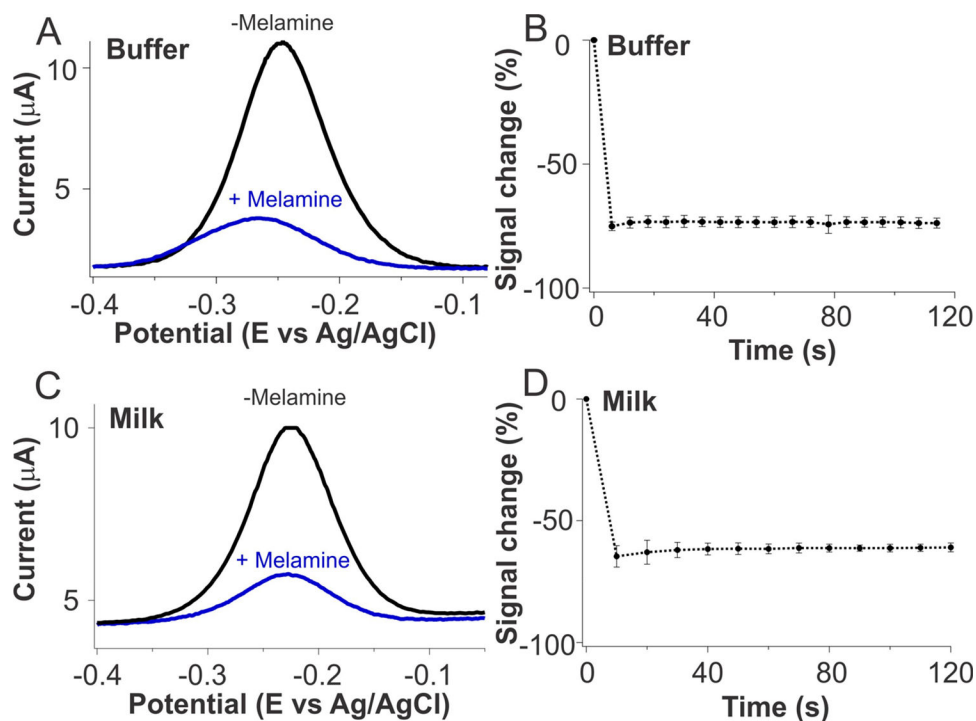 A
Buffer
-Melamine
+ Melamine
Current (μA)
10
5
-0.4
-0.3
-0.2
-0.1
Potential (E vs Ag/AgCl)
B
Buffer
Signal change (%)
0
-50
-100
0
40
80
120
Time (s)
C
Milk
-Melamine
+ Melamine
Current (μA)
10
5
-0.4
-0.3
-0.2
-0.1
Potential (E vs Ag/AgCl)
D
Milk
Signal change (%)
0
-50
-100
0
40
80
120
Time (s)